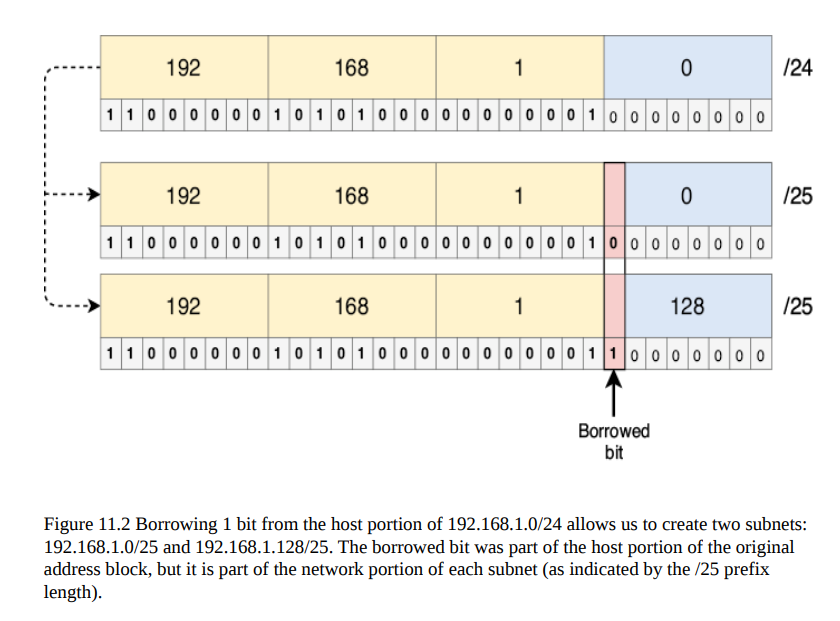 192 168 1 0 /24
1 1 0 0 0 0 0 0 1 0 1 0 1 0 0 0 0 0 0 0 0 0 0 1 0 0 0 0 0 0 0 0
192 168 1 0 /25
1 1 0 0 0 0 0 0 1 0 1 0 1 0 0 0 0 0 0 0 0 0 0 1 0 0 0 0 0 0 0 0
192 168 1 128 /25
1 1 0 0 0 0 0 0 1 0 1 0 1 0 0 0 0 0 0 0 0 0 0 1 1 0 0 0 0 0 0 0
Borrowed
bit
Figure 11.2 Borrowing 1 bit from the host portion of 192.168.1.0/24 allows us to create two subnets:
192.168.1.0/25 and 192.168.1.128/25. The borrowed bit was part of the host portion of the original
address block, but it is part of the network portion of each subnet (as indicated by the /25 prefix
length).